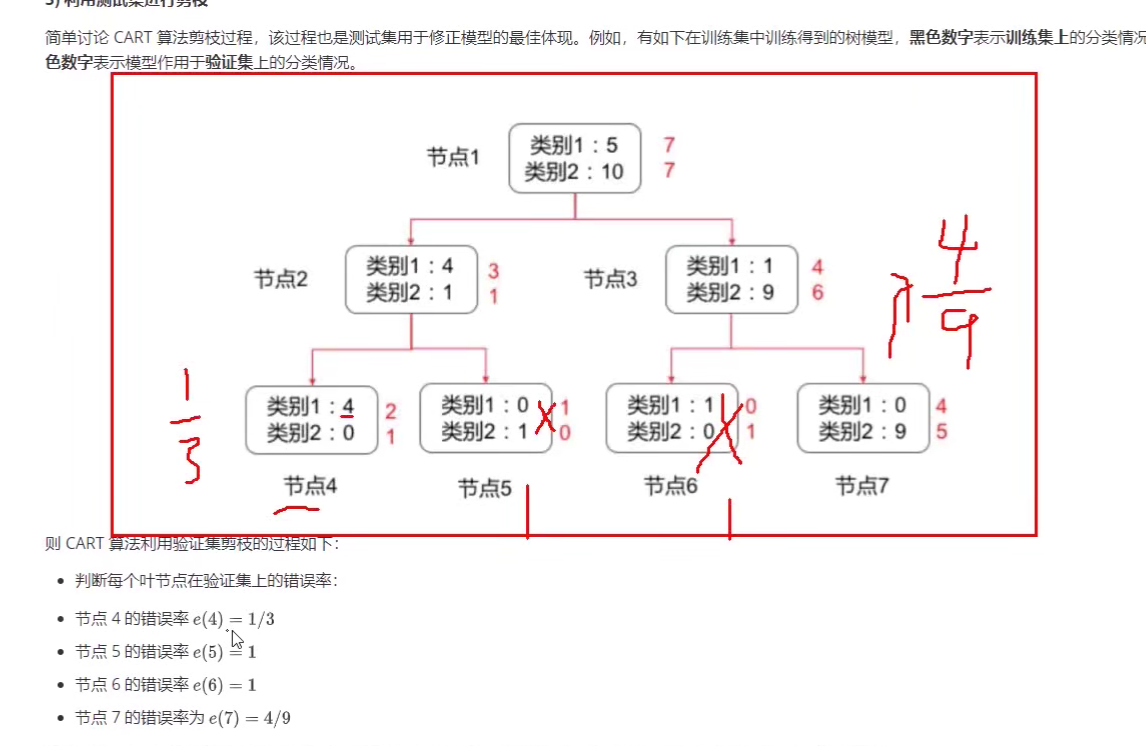 3) 利用测试集进行剪枝
简单讨论 CART 算法剪枝过程，该过程也是测试集用于修正模型的最佳体现。例如，有如下在训练集中训练得到的树模型，黑色数字表示训练集上的分类情况
色数字表示模型作用于验证集上的分类情况。
节点1
类别1：5 7
类别2：10 7
节点2
类别1：4 3
类别2：1 1
节点3
类别1：1 4
类别2：9 6
4
9
1
3
类别1：4 2
类别2：0 1
节点4
类别1：0 1
类别2：1 0
节点5
类别1：1 0
类别2：0 1
节点6
类别1：0 4
类别2：9 5
节点7
则 CART 算法利用验证集剪枝的过程如下：
• 判断每个叶节点在验证集上的错误率：
• 节点 4 的错误率 e(4) = 1/3
• 节点 5 的错误率 e(5) = 1
• 节点 6 的错误率 e(6) = 1
• 节点 7 的错误率为 e(7) = 4/9